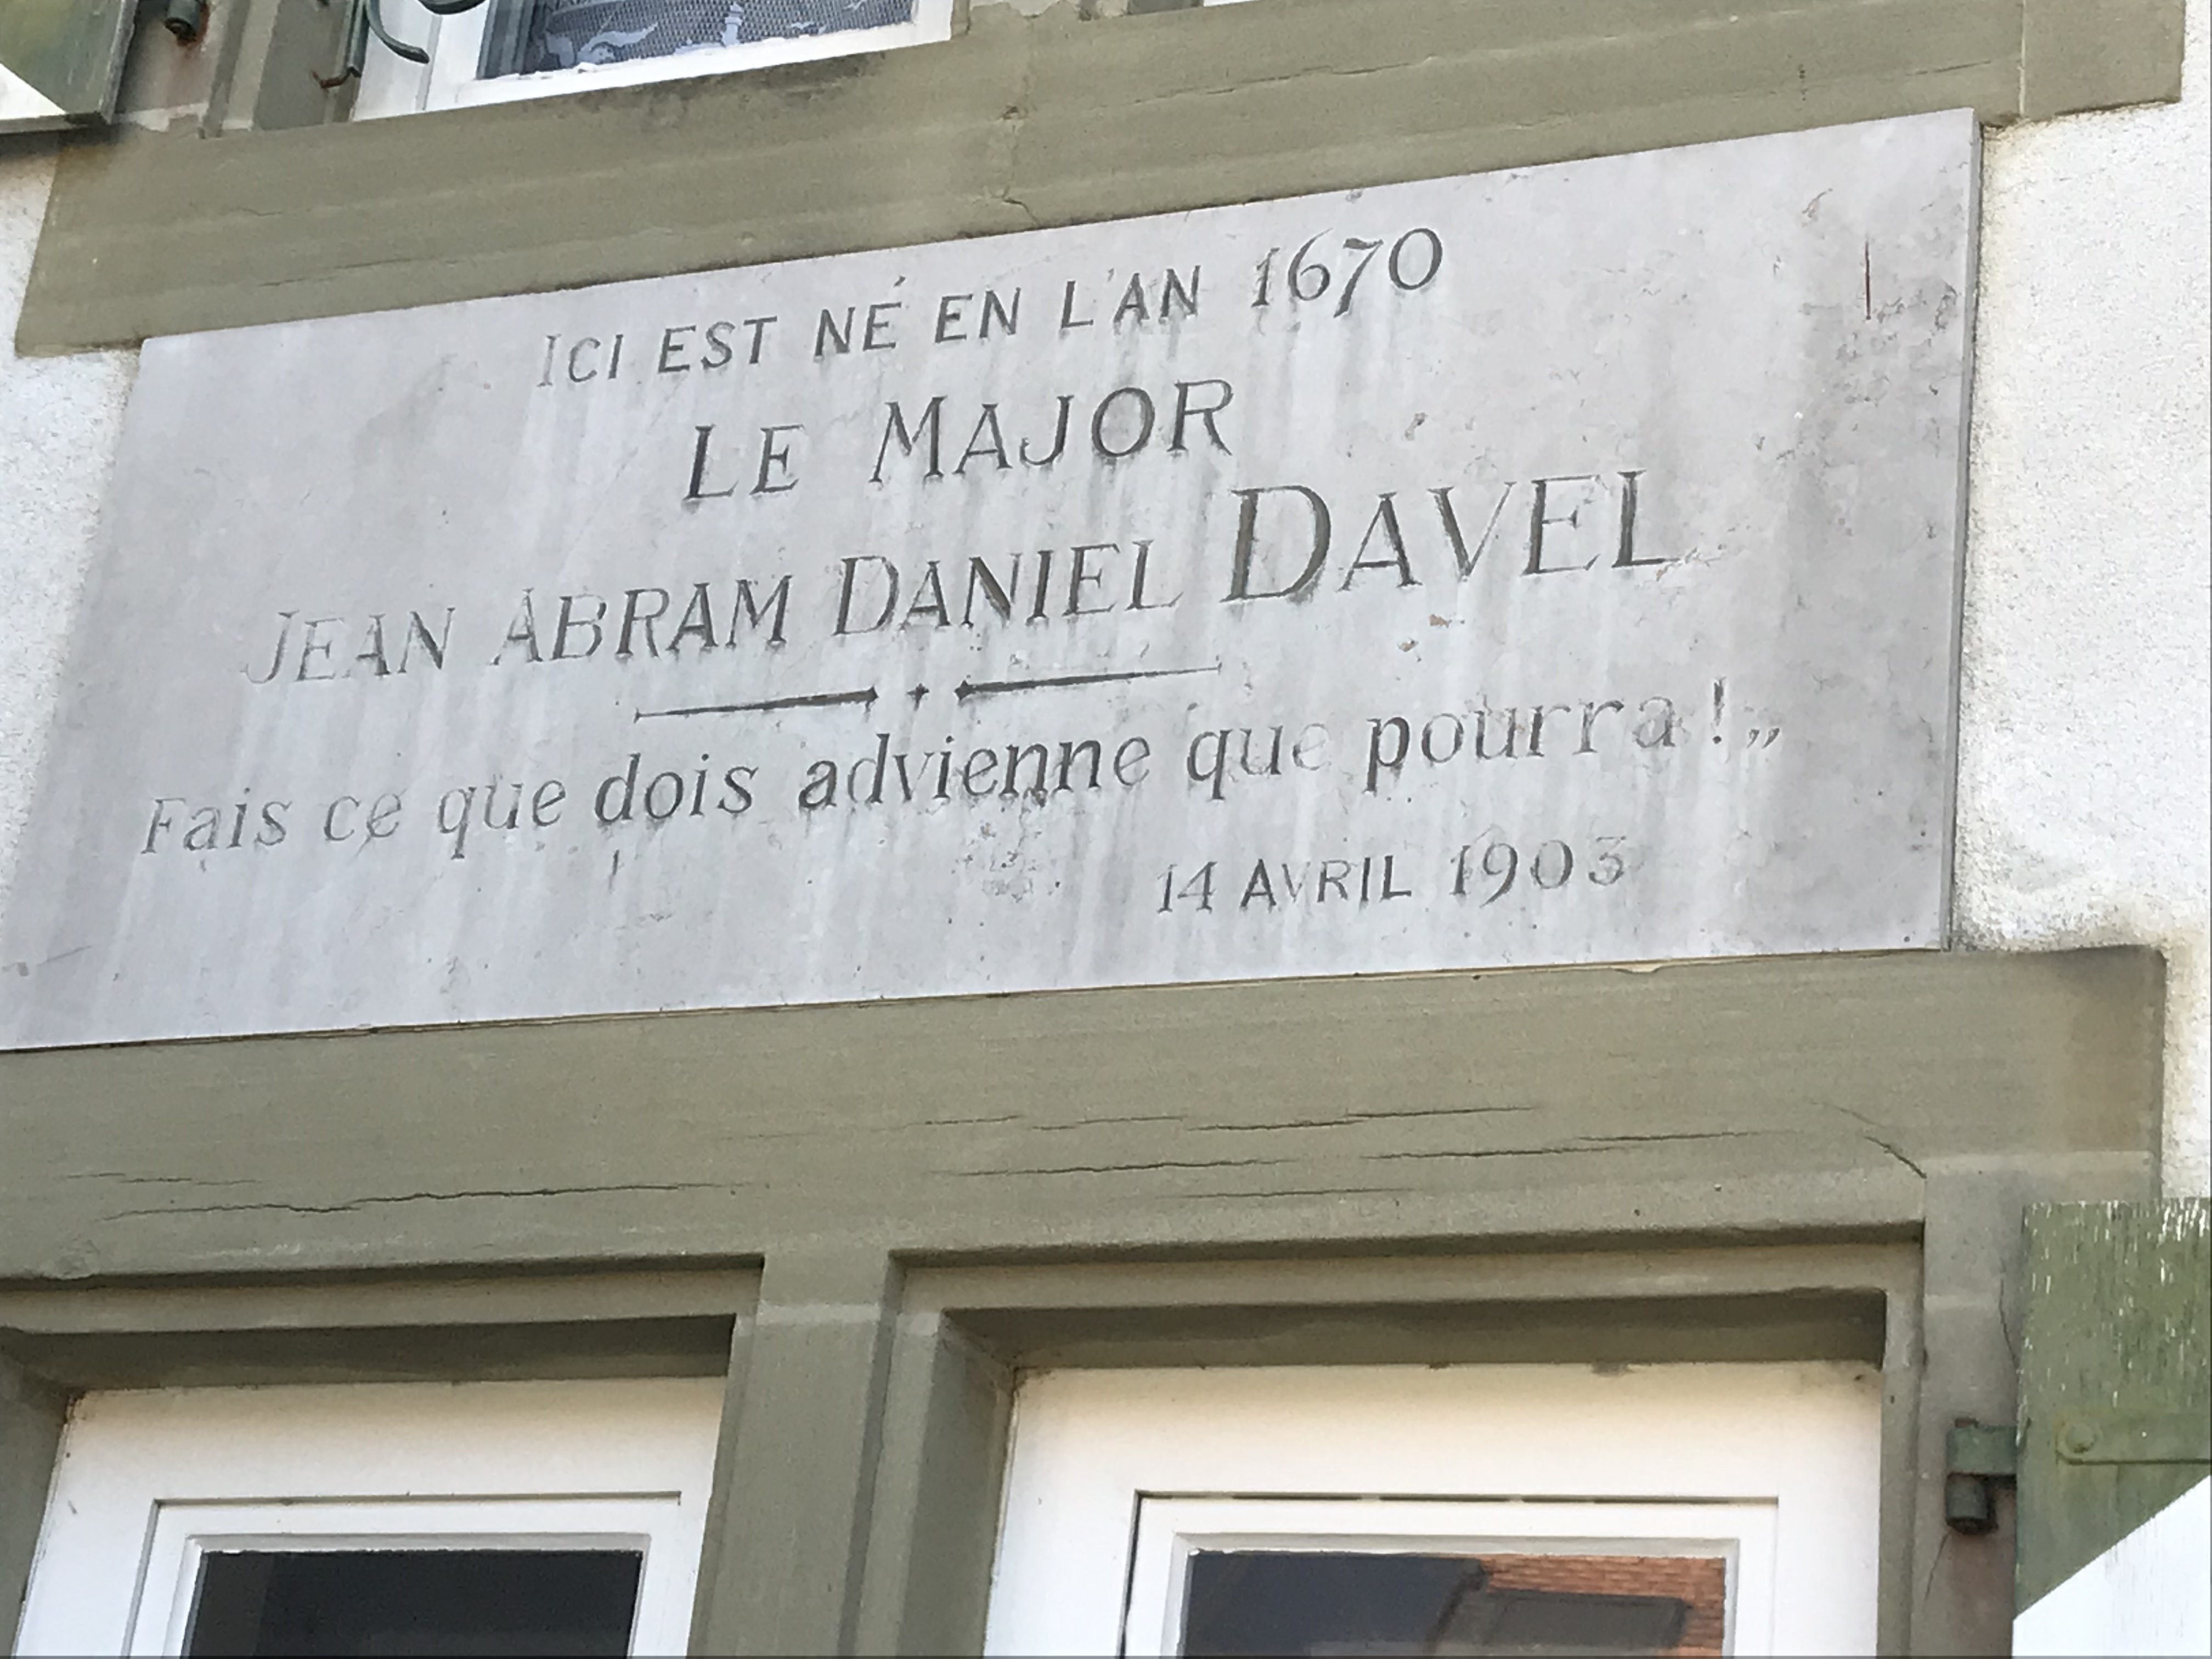 ICI EST NÉ EN L'AN 1670
LE MAJOR
JEAN ABRAM DANIEL DAVEL
Fais ce que dois advienne que pourra!„
14 AVRIL 1903